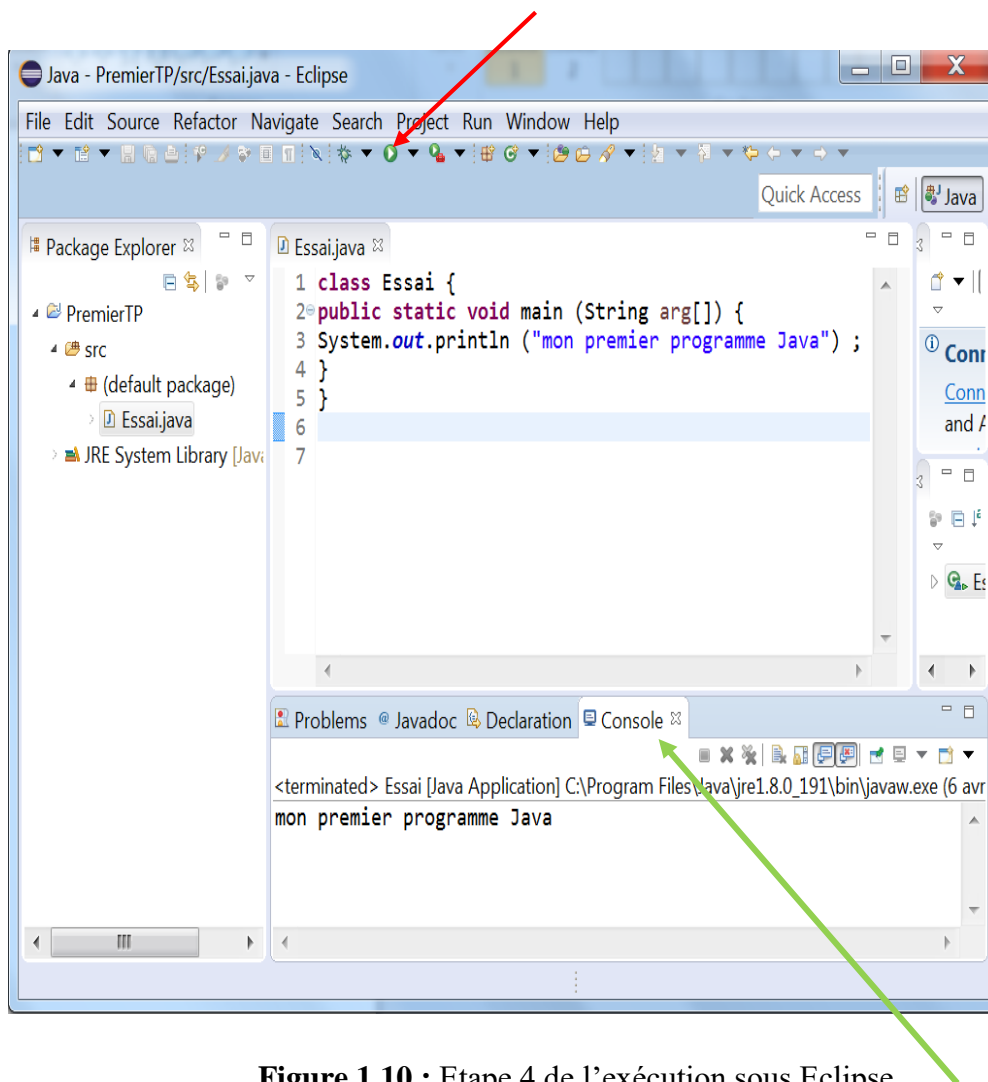 Java - PremierTP/src/Essai.java - Eclipse
File Edit Source Refactor Navigate Search Project Run Window Help
Quick Access
Java
Package Explorer
PremierTP
src
(default package)
Essai.java
JRE System Library [Java
Essai.java
1 class Essai {
2 public static void main (String arg[]) {
3 System.out.println ("mon premier programme Java") ;
4 }
5 }
6
7
Conn
and
Es
Problems @ Javadoc Declaration Console
<terminated> Essai [Java Application] C:\Program Files\Java\jre1.8.0_191\bin\javaw.exe (6 avr
mon premier programme Java
Figure 1.10 : Etape 4 de l'exécution sous Eclipse